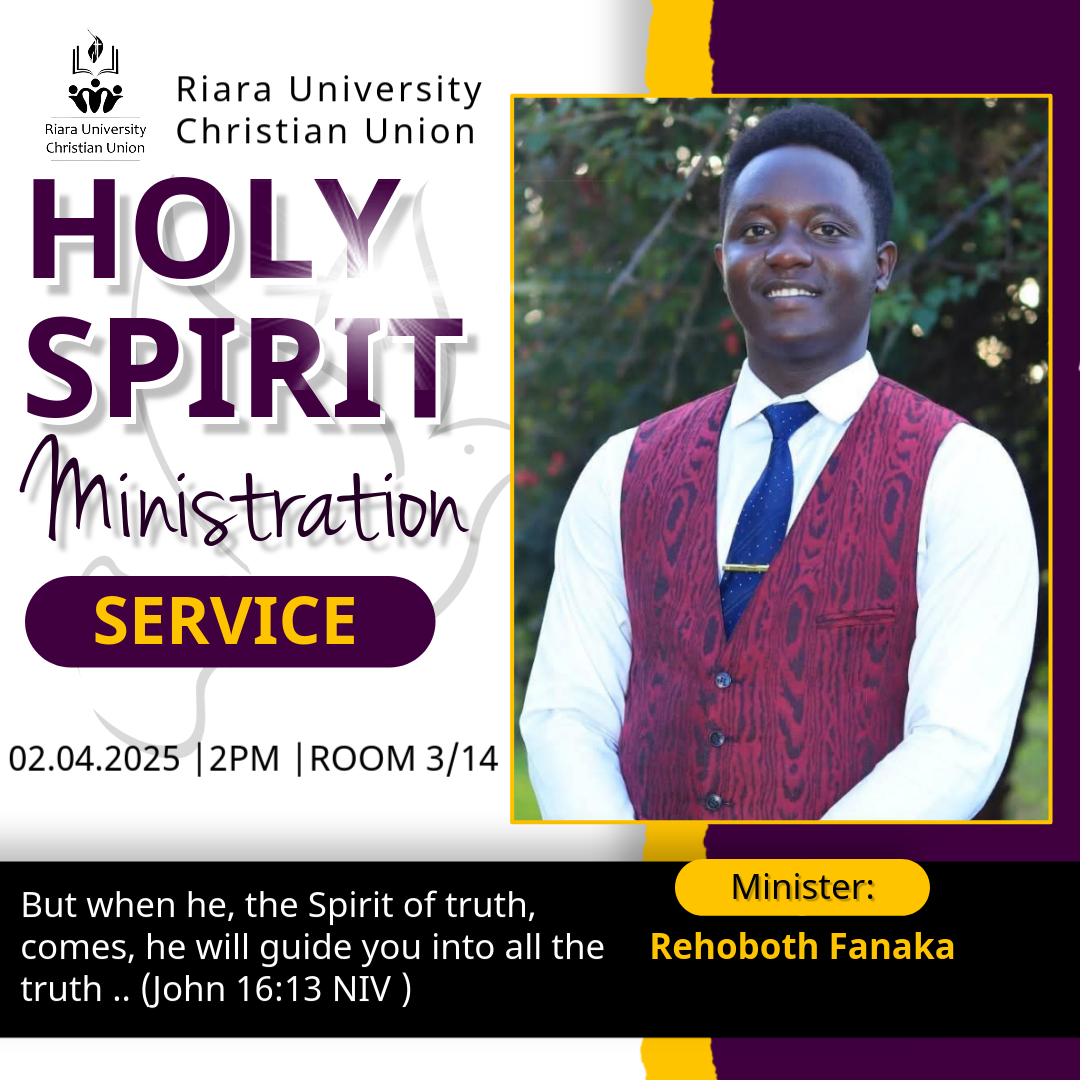 Riara University
Christian Union
Riara University
Christian Union
HOLY
SPIRIT
Ministration
SERVICE
02.04.2025 |2PM |ROOM 3/14
But when he, the Spirit of truth,
comes, he will guide you into all the
truth .. (John 16:13 NIV )
Minister:
Rehoboth Fanaka